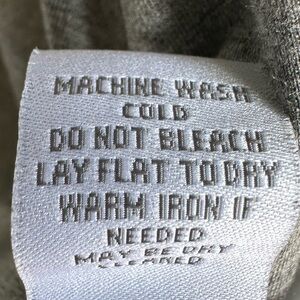 MACHINE WASH
COLD
DO NOT BLEACH
LAY FLAT TO DRY
WARM IRON IF
NEEDED
MAY BE DRY
CLEANED